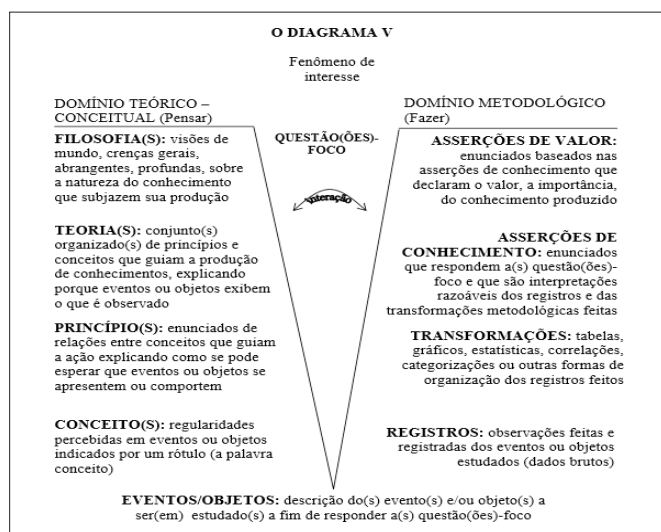 O DIAGRAMA V
Fenômeno de
interesse
DOMÍNIO TEÓRICO –
CONCEITUAL (Pensar)
FILOSOFIA(S): visões de
mundo, crenças gerais,
abrangentes, profundas, sobre
a natureza do conhecimento
que subjazem sua produção
TEORIA(S): conjunto(s)
organizado(s) de princípios e
conceitos que guiam a produção
de conhecimentos, explicando
porque eventos ou objetos exibem
o que é observado
PRINCÍPIO(S): enunciados de
relações entre conceitos que guiam
a ação explicando como se pode
esperar que eventos ou objetos se
apresentem ou comportem
CONCEITO(S): regularidades
percebidas em eventos ou objetos
indicados por um rótulo (a palavra
conceito)
QUESTÃO(ÕES)-
FOCO
interação
DOMÍNIO METODOLÓGICO
(Fazer)
ASSERÇÕES DE VALOR:
enunciados baseados nas
asserções de conhecimento que
declaram o valor, a importância,
do conhecimento produzido
ASSERÇÕES DE
CONHECIMENTO: enunciados
que respondem a(s) questão(ões)-
foco e que são interpretações
razoáveis dos registros e das
transformações metodológicas feitas
TRANSFORMAÇÕES: tabelas,
gráficos, estatísticas, correlações,
categorizações ou outras formas de
organização dos registros feitos
REGISTROS: observações feitas e
registradas dos eventos ou objetos
estudados (dados brutos)
EVENTOS/OBJETOS: descrição do(s) evento(s) e/ou objeto(s) a
ser(em) estudado(s) a fim de responder a(s) questão(ões)-foco